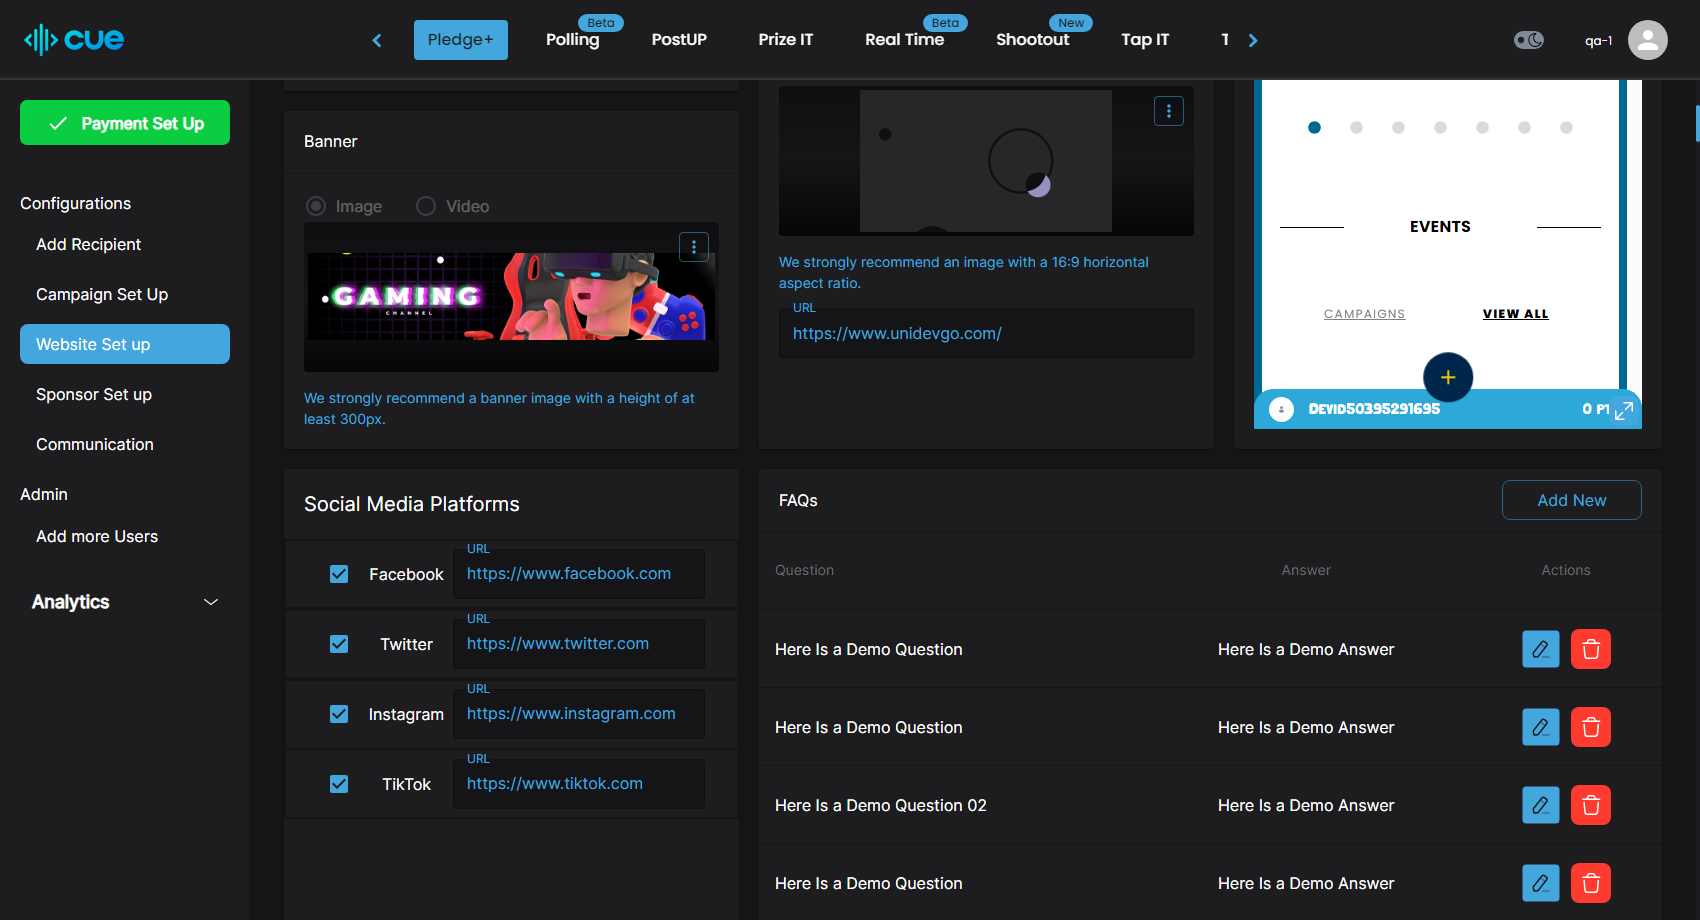 cue
Pledge+
Beta
Polling
PostUP
Prize IT
Beta
Real Time
New
Shootout
Tap IT
qa-1
Payment Set Up
Configurations
Add Recipient
Campaign Set Up
Website Set up
Sponsor Set up
Communication
Admin
Add more Users
Analytics
Banner
Image
Video
GAMING
CHANNEL
We strongly recommend a banner image with a height of at
least 300px.
We strongly recommend an image with a 16:9 horizontal
aspect ratio.
URL
https://www.unidevgo.com/
EVENTS
CAMPAIGNS
VIEW ALL
DEVID50395291695
0 PT
Social Media Platforms
Facebook
URL
https://www.facebook.com
Twitter
URL
https://www.twitter.com
Instagram
URL
https://www.instagram.com
TikTok
URL
https://www.tiktok.com
FAQs
Add New
Question
Answer
Actions
Here Is a Demo Question
Here Is a Demo Answer
Here Is a Demo Question
Here Is a Demo Answer
Here Is a Demo Question 02
Here Is a Demo Answer
Here Is a Demo Question
Here Is a Demo Answer